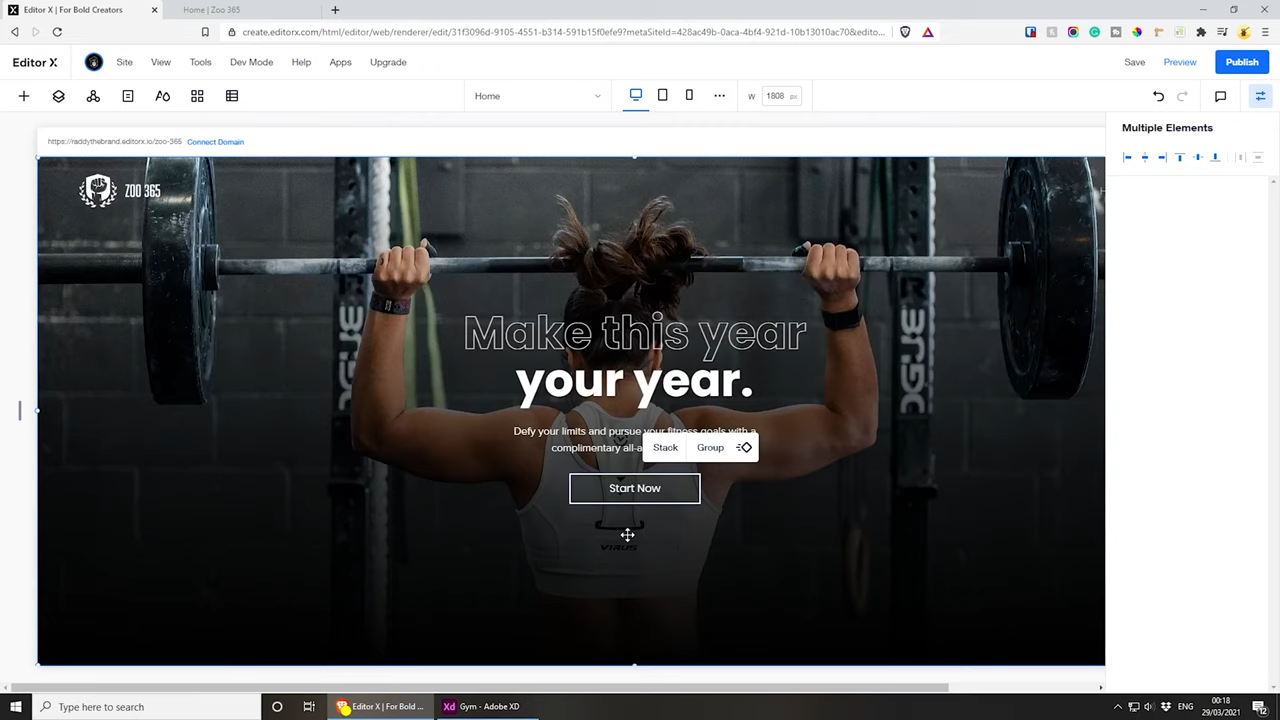 Editor X | For Bold Creators
Home | Zoo 365
create.editorx.com/html/editor/web/renderer/edit/31f3096d-9105-4551-b314-591b15f0efe9?metaSiteId=428ac49b-0aca-4bf4-921d-10b13010ac70&edito...
Editor X
Site
View
Tools
Dev Mode
Help
Apps
Upgrade
Save
Preview
Publish
Home
W
1808
px
https://raddythebrand.editorx.io/zoo-365
Connect Domain
Multiple Elements
ZOO 365
Make this year
your year.
Defy your limits and pursue your fitness goals with a
complimentary all-a
Stack
Group
Start Now
VIRUS
Type here to search
Editor X | For Bold ...
Gym - Adobe XD
ENG
00:18
29/03/2021
12